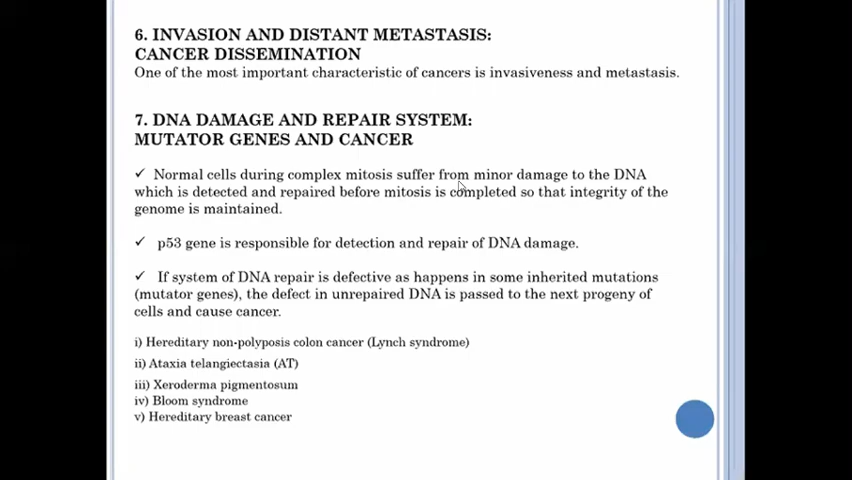 6. INVASION AND DISTANT METASTASIS:
CANCER DISSEMINATION
One of the most important characteristic of cancers is invasiveness and metastasis.
7. DNA DAMAGE AND REPAIR SYSTEM:
MUTATOR GENES AND CANCER
✓ Normal cells during complex mitosis suffer from minor damage to the DNA
which is detected and repaired before mitosis is completed so that integrity of the
genome is maintained.
✓ p53 gene is responsible for detection and repair of DNA damage.
✓ If system of DNA repair is defective as happens in some inherited mutations
(mutator genes), the defect in unrepaired DNA is passed to the next progeny of
cells and cause cancer.
i) Hereditary non-polyposis colon cancer (Lynch syndrome)
ii) Ataxia telangiectasia (AT)
iii) Xeroderma pigmentosum
iv) Bloom syndrome
v) Hereditary breast cancer